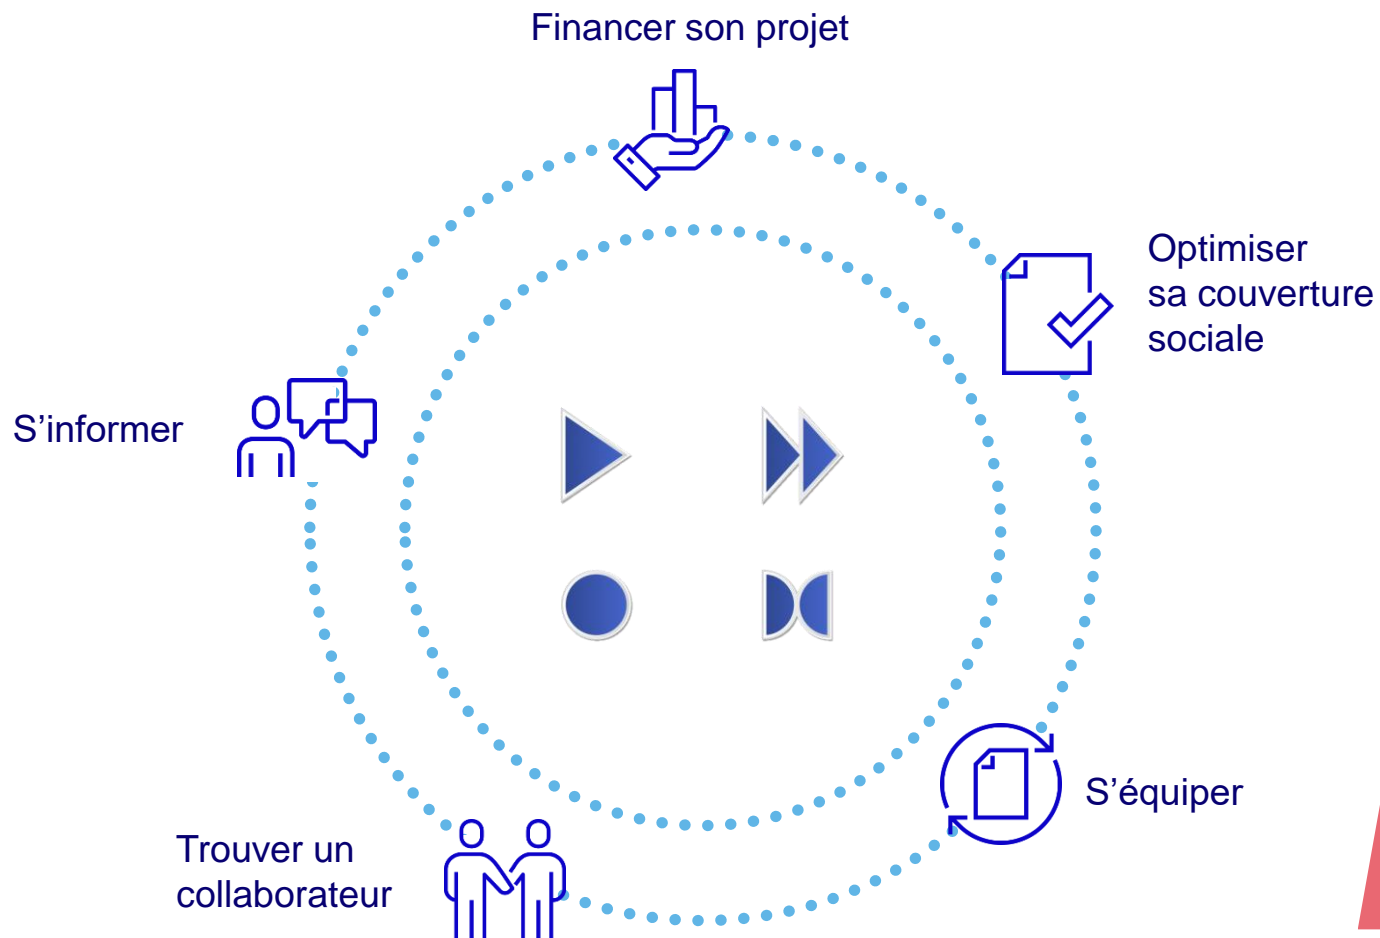 Financer son projet
Optimiser
sa couverture
sociale
S’informer
S’équiper
Trouver un
collaborateur